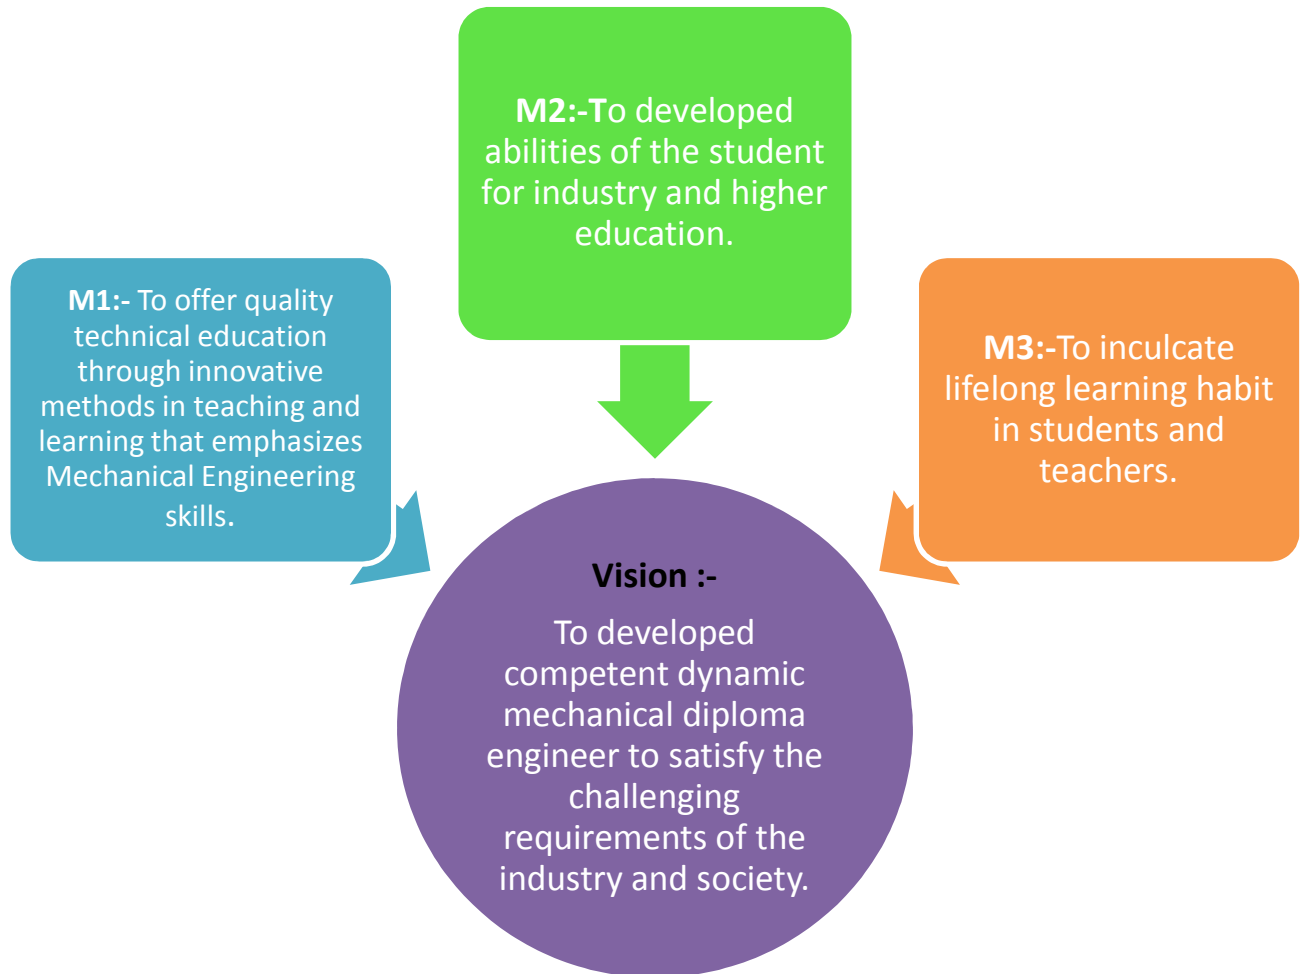 M2:-To developed
abilities of the student
for industry and higher
education.
M1:- To offer quality
technical education
through innovative
methods in teaching and
learning that emphasizes
Mechanical Engineering
skills.
M3:-To inculcate
lifelong learning habit
in students and
teachers.
Vision :-
To developed
competent dynamic
mechanical diploma
engineer to satisfy the
challenging
requirements of the
industry and society.